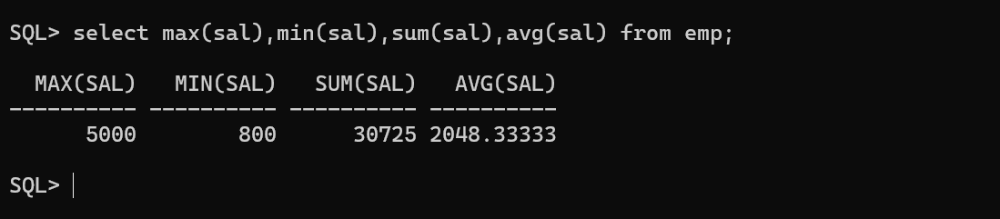 SQL> select max(sal),min(sal),sum(sal),avg(sal) from emp;
  MAX(SAL)   MIN(SAL)   SUM(SAL)   AVG(SAL)
---------- ---------- ---------- ----------
      5000        800      30725 2048.33333
SQL>